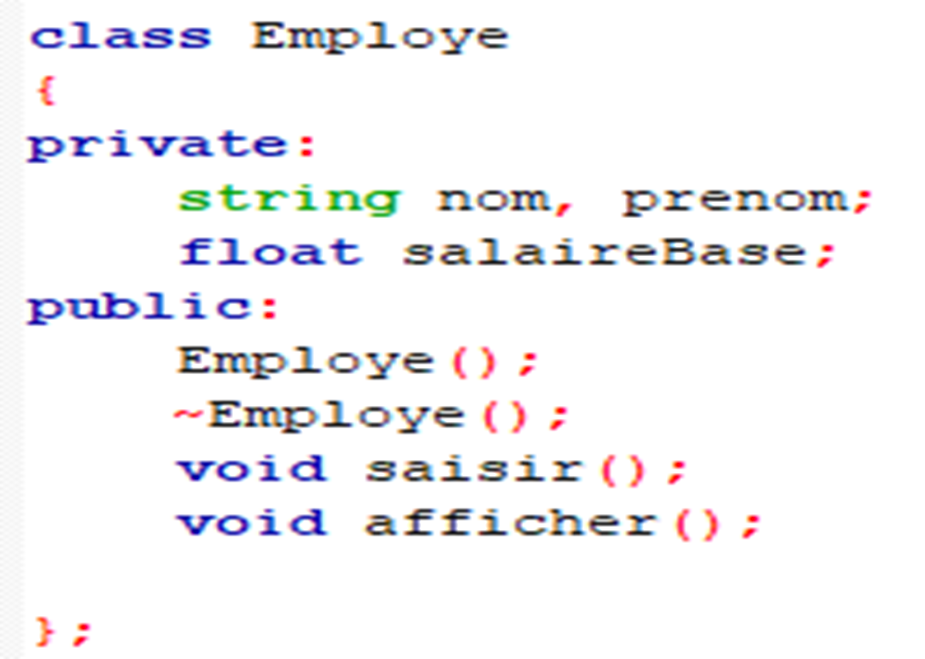 class Employe
{
private:
string nom, prenom;
float salaireBase;
public:
Employe();
~Employe();
void saisir();
void afficher();
};